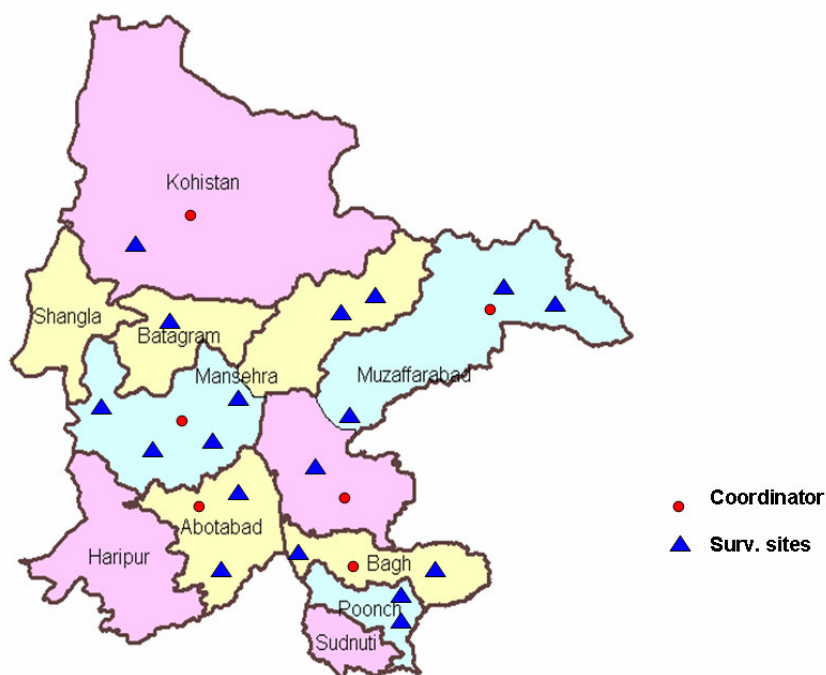 Kohistan
Shangla
Batagram
Mansehra
Muzaffarabad
Coordinator
Abotabad
Surv. sites
Haripur
Bagh
Poonch
Sudnuti